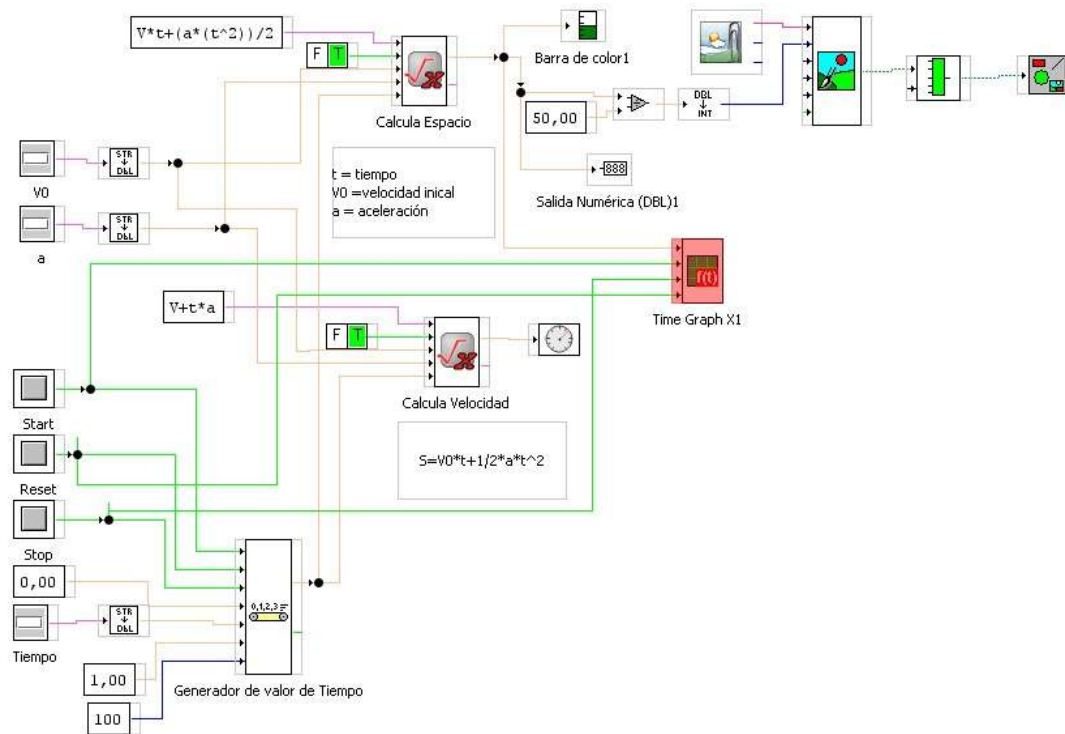 V*t+(a*(t^2))/2
F T
Barra de color1
Calcula Espacio
50,00
DBL
INT
888
Salida Numérica (DBL)1
V0
STR
DBL
a
STR
DBL
t = tiempo
V0 =velocidad inical
a = aceleración
f(t)
Time Graph X1
V+t*a
F T
Calcula Velocidad
S=V0*t+1/2*a*t^2
Start
Reset
Stop
0,00
0,1,2,3
Tiempo
STR
DBL
1,00
Generador de valor de Tiempo
100